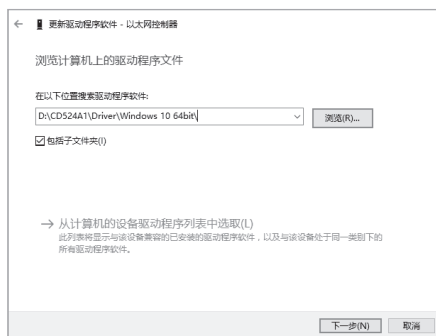 更新驱动程序软件 - 以太网控制器
浏览计算机上的驱动程序文件
在以下位置搜索驱动程序软件:
D:\CD524A1\Driver\Windows 10 64bit\
浏览(R)...
包括子文件夹(I)
从计算机的设备驱动程序列表中选取(L)
此列表将显示与该设备兼容的已安装的驱动程序软件，以及与该设备处于同一类别下的
所有驱动程序软件。
下一步(N) 取消